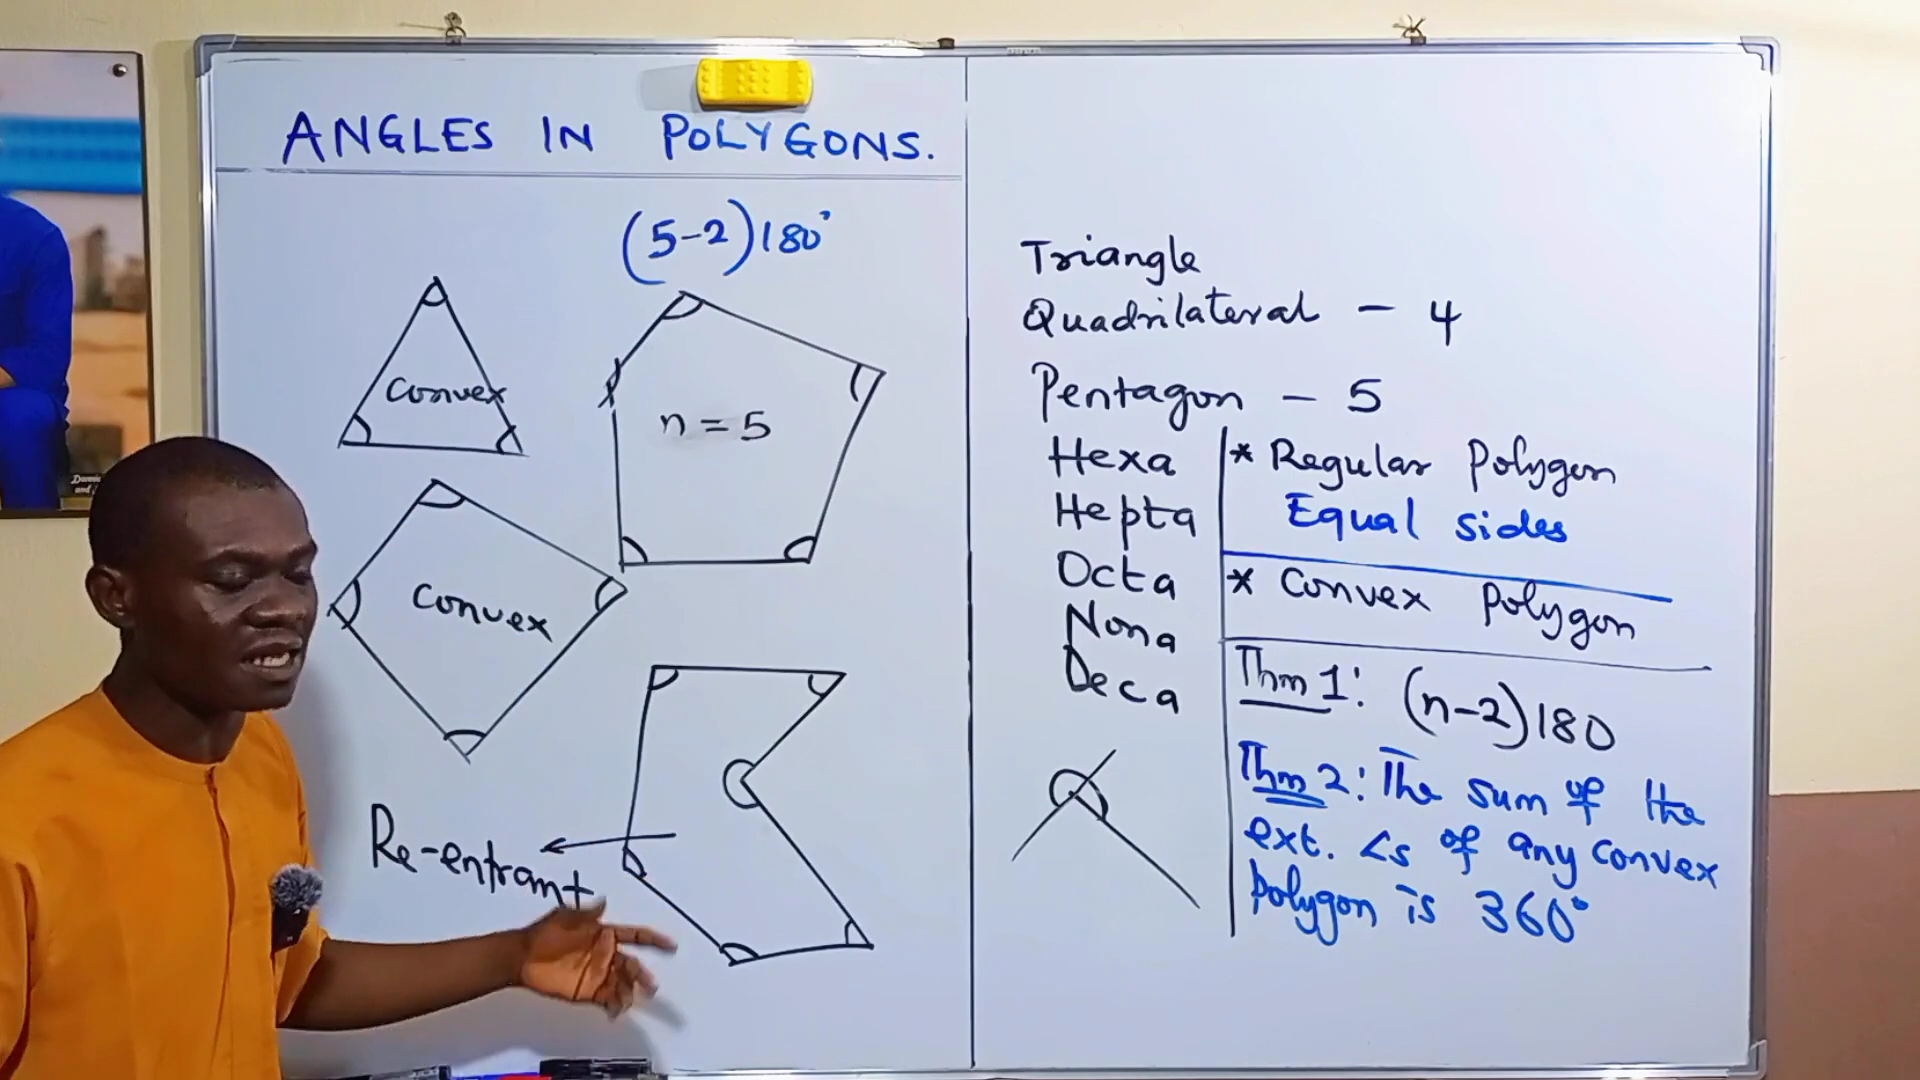 ANGLES IN POLYGONS.
(5-2)180°
convex
n = 5
convex
Re-entrant
Triangle
Quadrilateral - 4
Pentagon - 5
Hexa
Hepta
Octa
Nona
Deca
* Regular Polygon
Equal sides
* Convex Polygon
Thm 1: (n-2)180
Thm 2: The sum of the
ext. ∠s of any convex
polygon is 360°